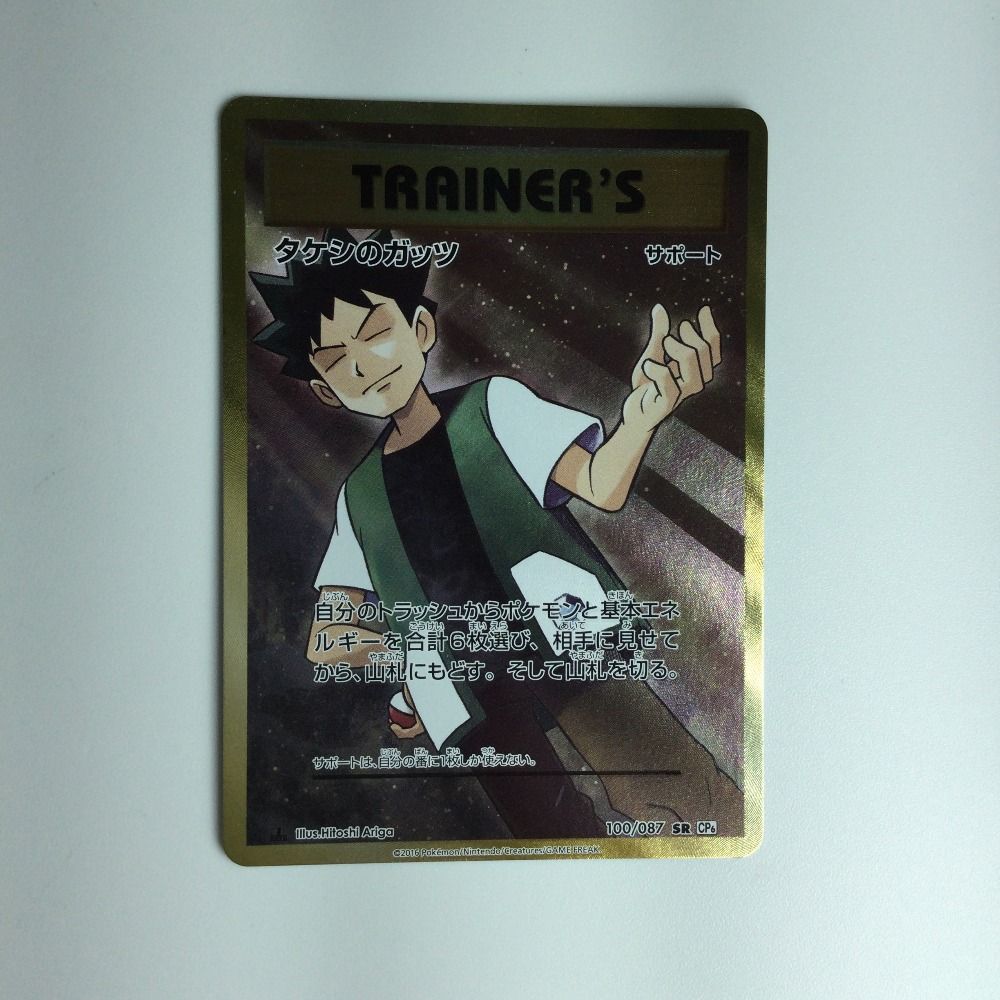 TRAINER'S
タケシのガッツ サポート
自分のトラッシュからポケモンと基本エネ
ルギーを合計6枚選び、相手に見せて
から、山札にもどす。そして山札を切る。
サポートは、自分の番に1枚しか使えない。
Illus.Hitoshi Ariga 100/087 SR CP6
©2016 Pokémon/Nintendo/Creatures/GAME FREAK.